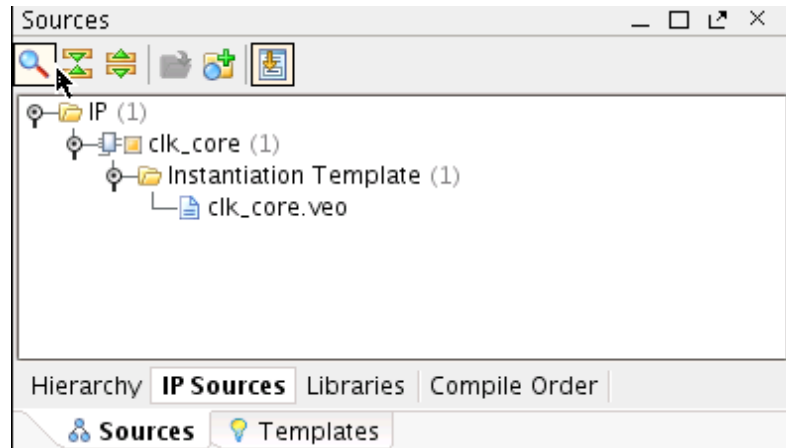 Sources
IP (1)
clk_core (1)
Instantiation Template (1)
clk_core.veo
Hierarchy IP Sources Libraries Compile Order
Sources Templates